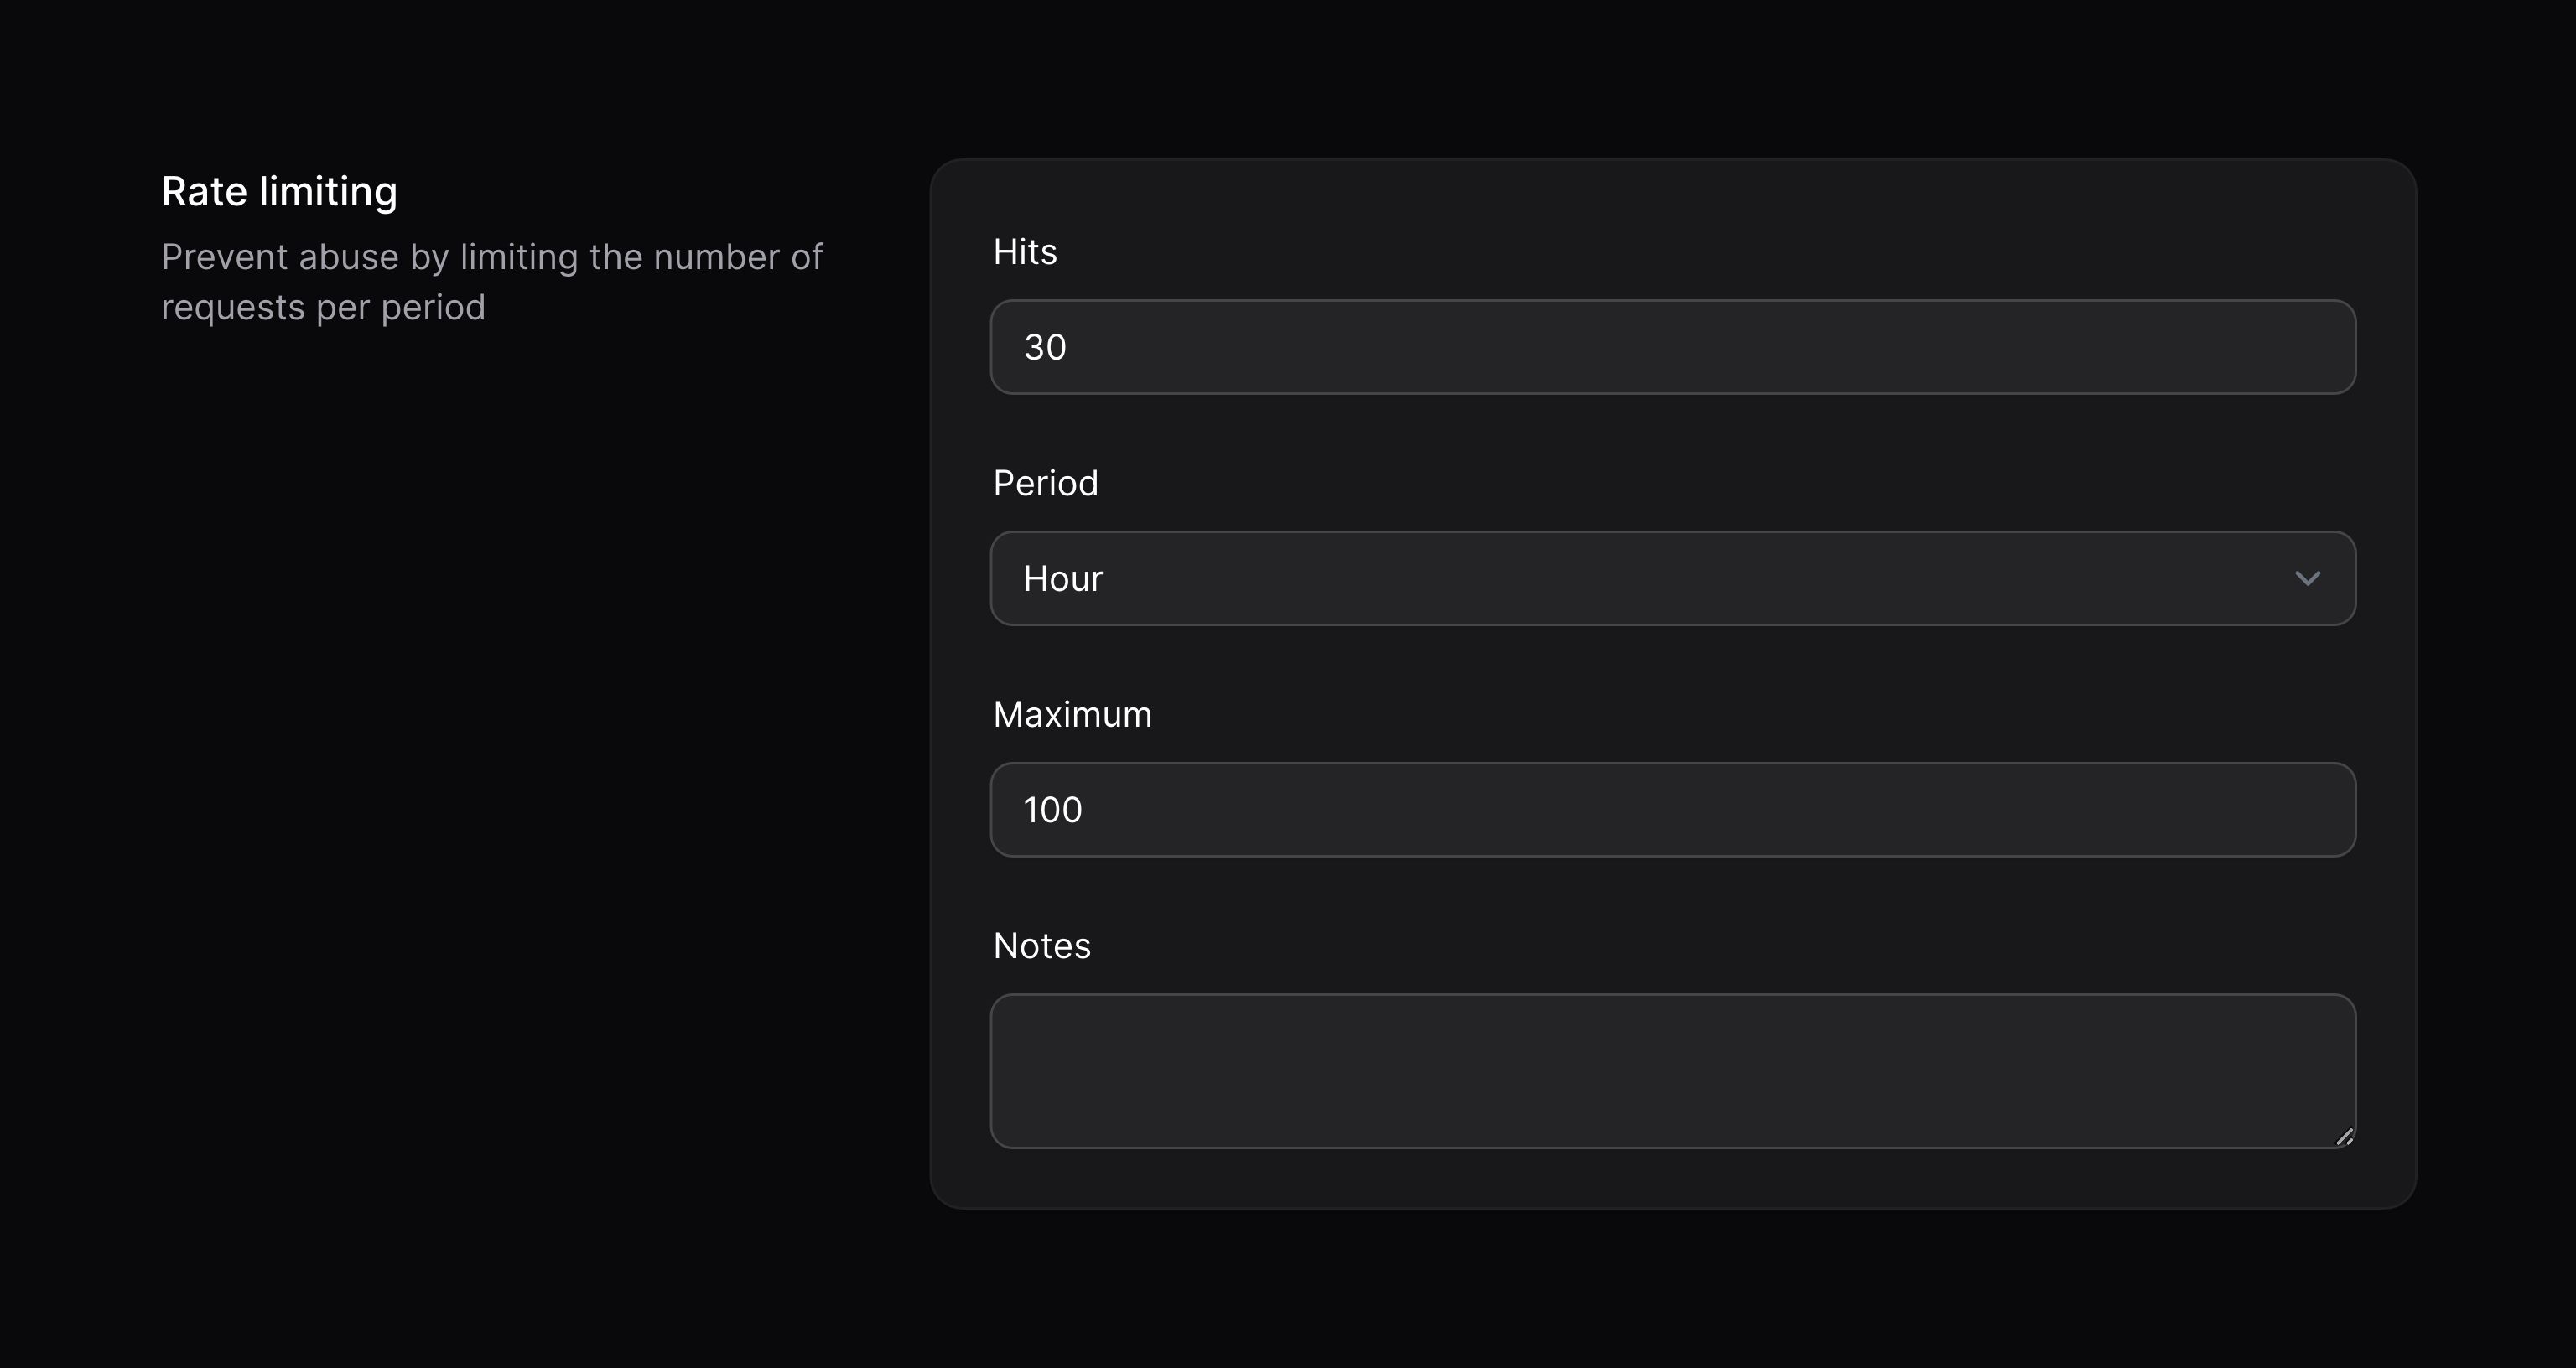 Rate limiting
Prevent abuse by limiting the number of
requests per period
Hits
30
Period
Hour
Maximum
100
Notes